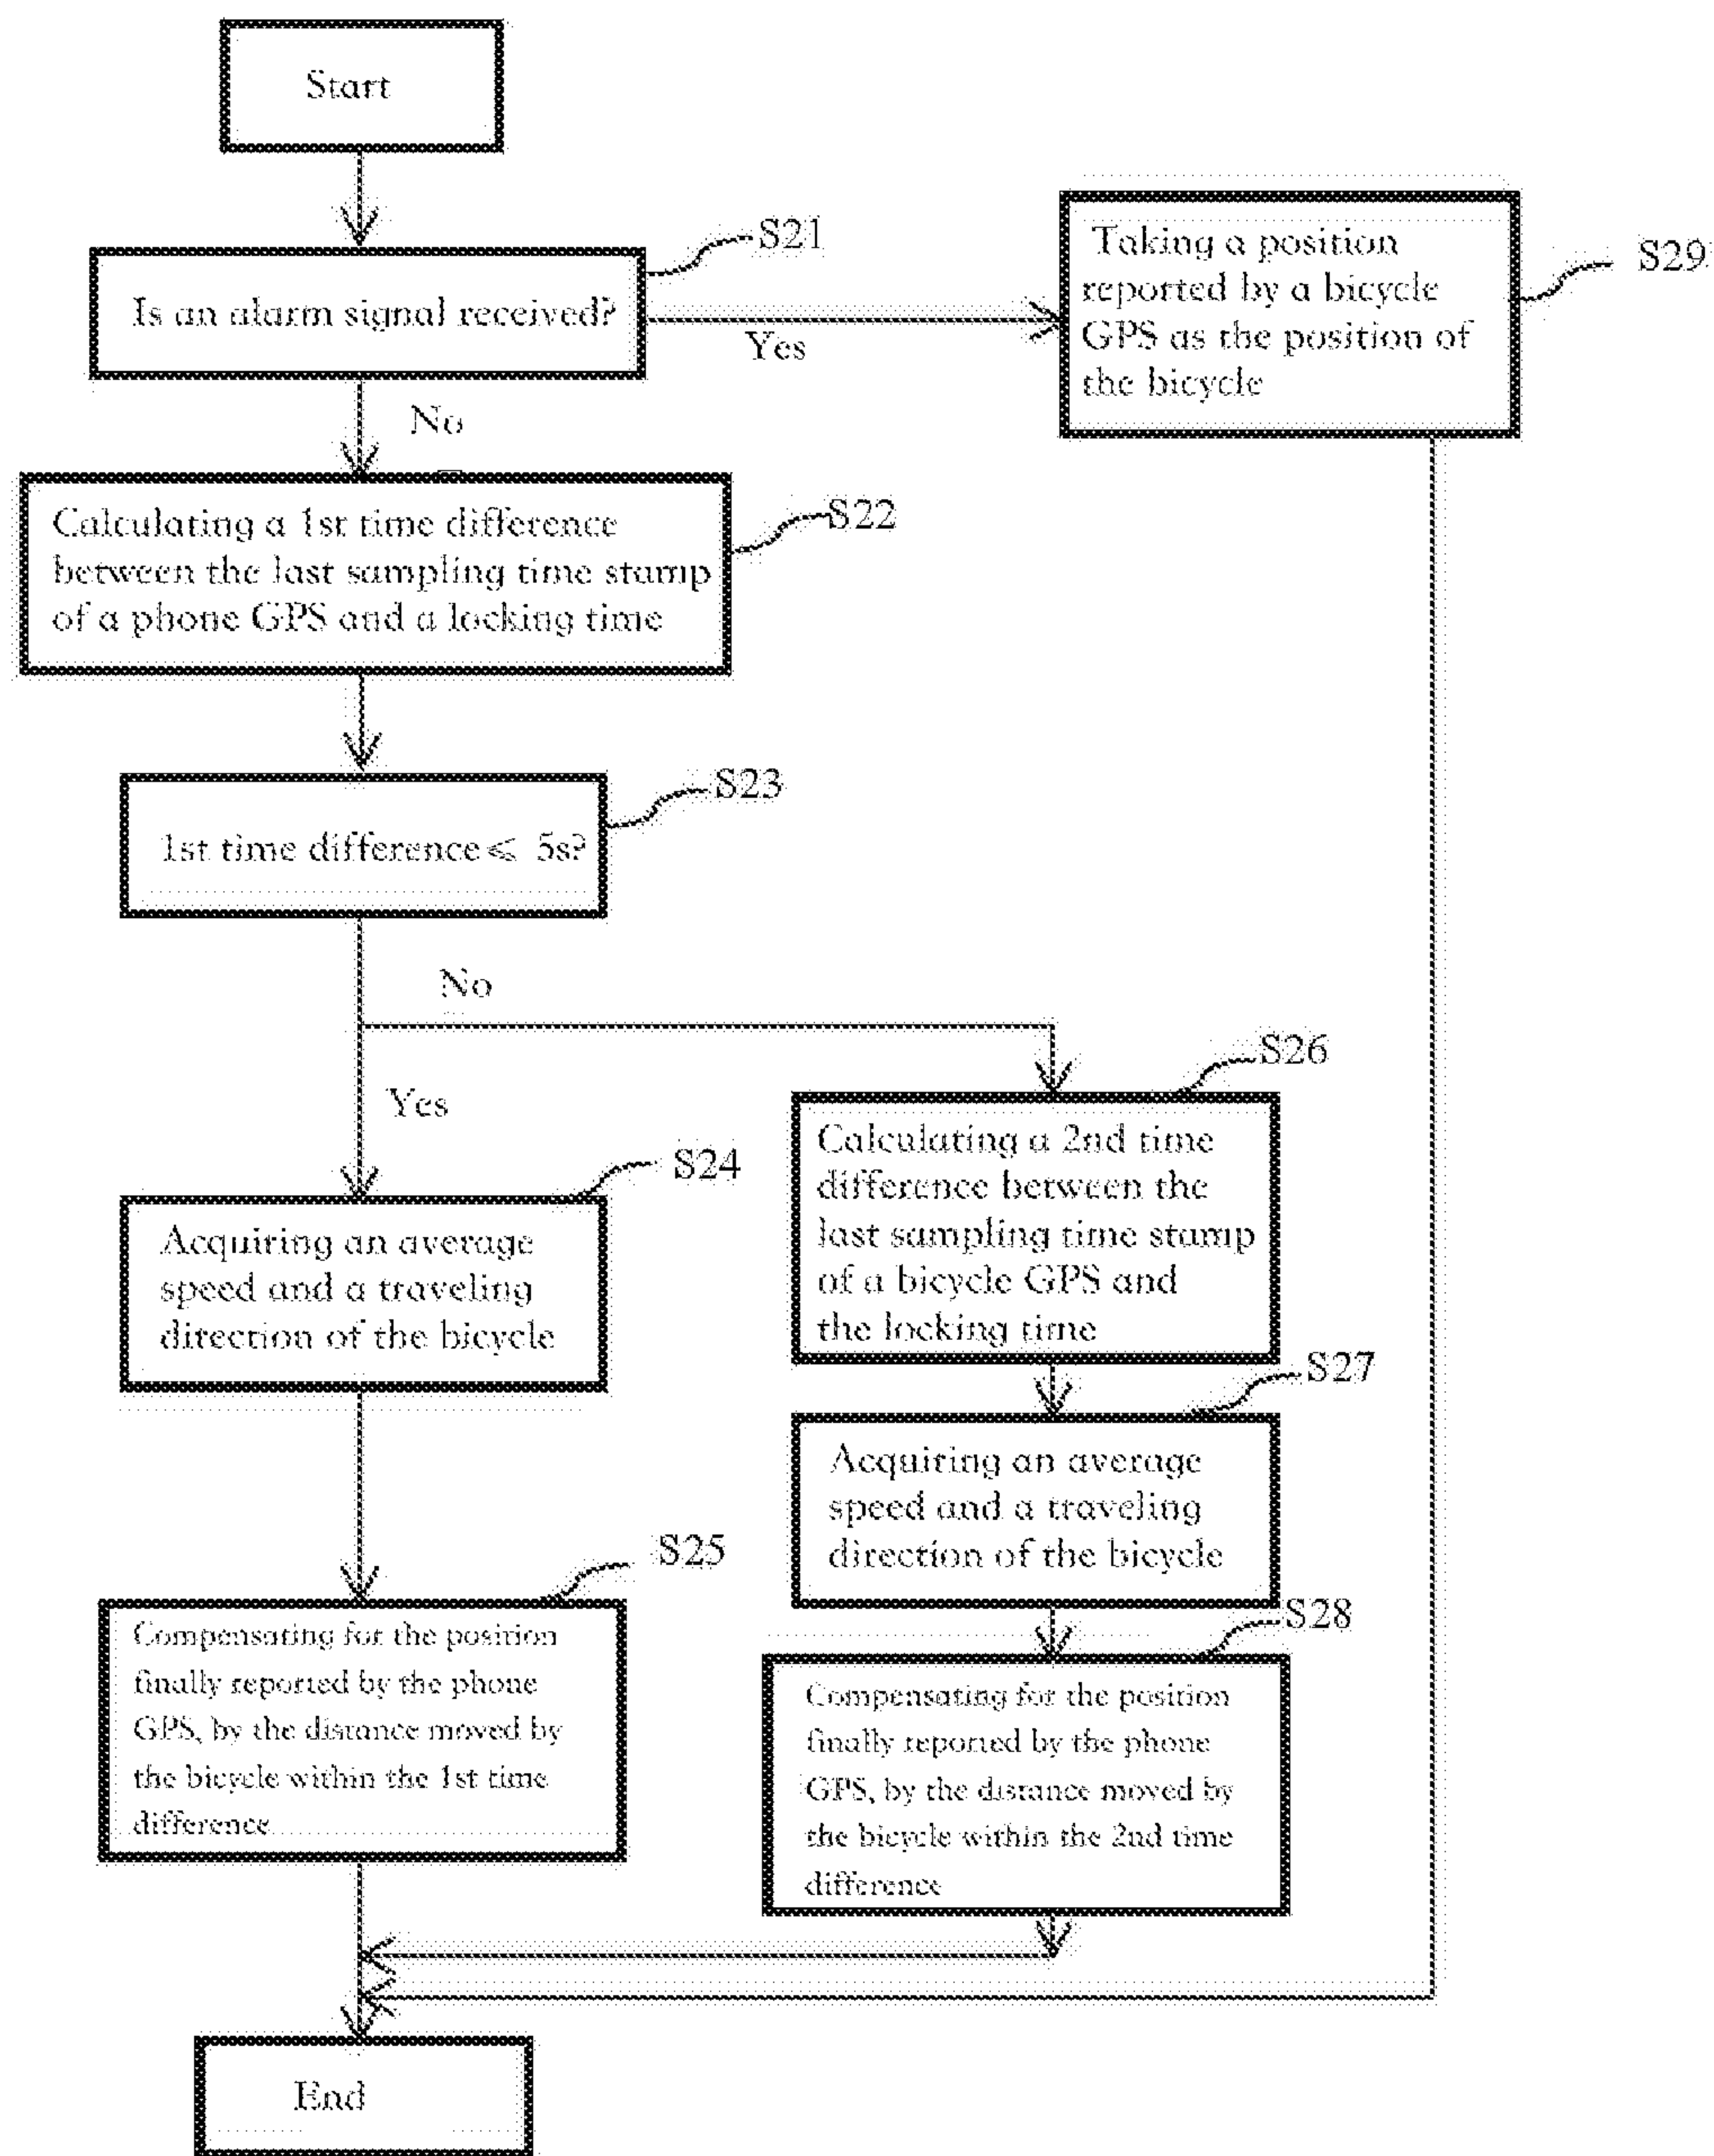 Start
S21
Is an alarm signal received?
Yes
Taking a position
reported by a bicycle
GPS as the position of
the bicycle
S29
No
S22
Calculating a 1st time difference
between the last sampling time stamp
of a phone GPS and a locking time
S23
1st time difference ⩽ 5s?
No
Yes
S24
Acquiring an average
speed and a traveling
direction of the bicycle
S26
Calculating a 2nd time
difference between the
last sampling time stamp
of a bicycle GPS and
the locking time
S27
Acquiring an average
speed and a traveling
direction of the bicycle
S25
Compensating for the position
finally reported by the phone
GPS, by the distance moved by
the bicycle within the 1st time
difference
S28
Compensating for the position
finally reported by the phone
GPS, by the distance moved by
the bicycle within the 2nd time
difference
End